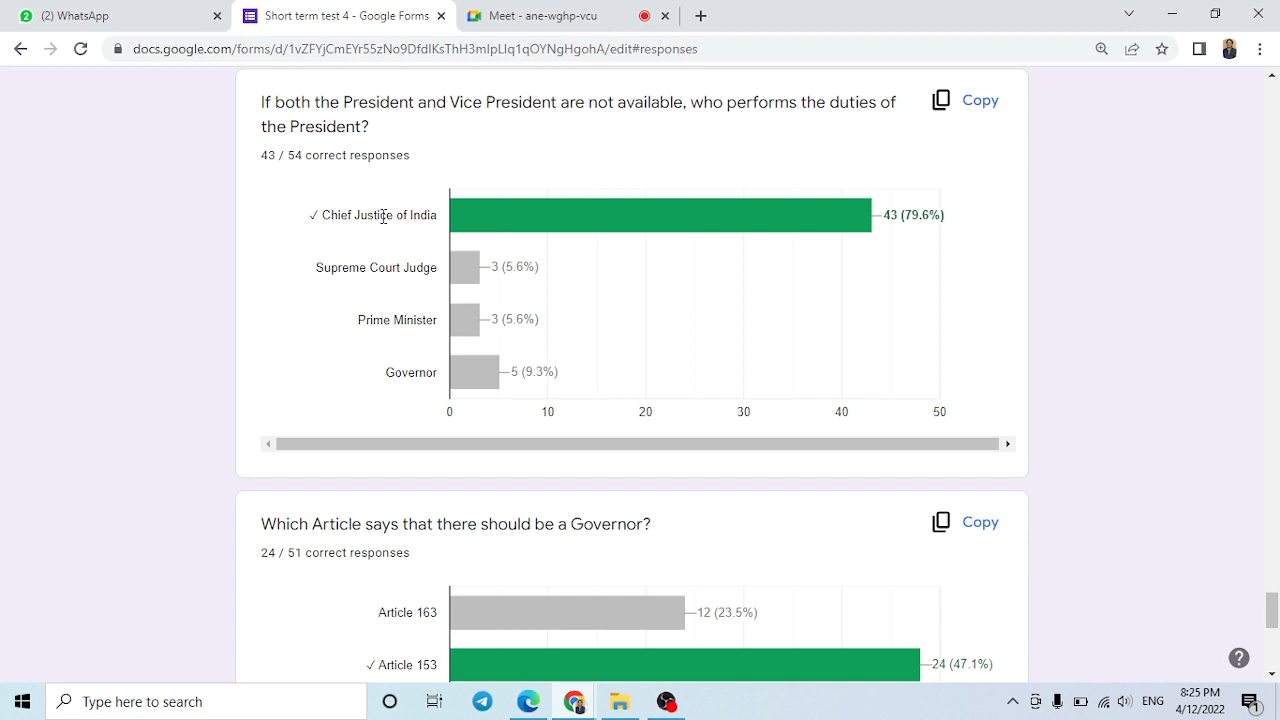 (2) WhatsApp
Short term test 4 - Google Forms
Meet - ane-wghp-vcu
docs.google.com/forms/d/1vZFYjCmEYr55zNo9DfdIKsThH3mIpLlq1qOYNgHgohA/edit#responses
If both the President and Vice President are not available, who performs the duties of
the President?
Copy
43 / 54 correct responses
✓ Chief Justice of India
43 (79.6%)
Supreme Court Judge
3 (5.6%)
Prime Minister
3 (5.6%)
Governor
5 (9.3%)
0 10 20 30 40 50
Which Article says that there should be a Governor?
Copy
24 / 51 correct responses
Article 163
12 (23.5%)
✓ Article 153
24 (47.1%)
Type here to search
ENG
8:25 PM
4/12/2022
1